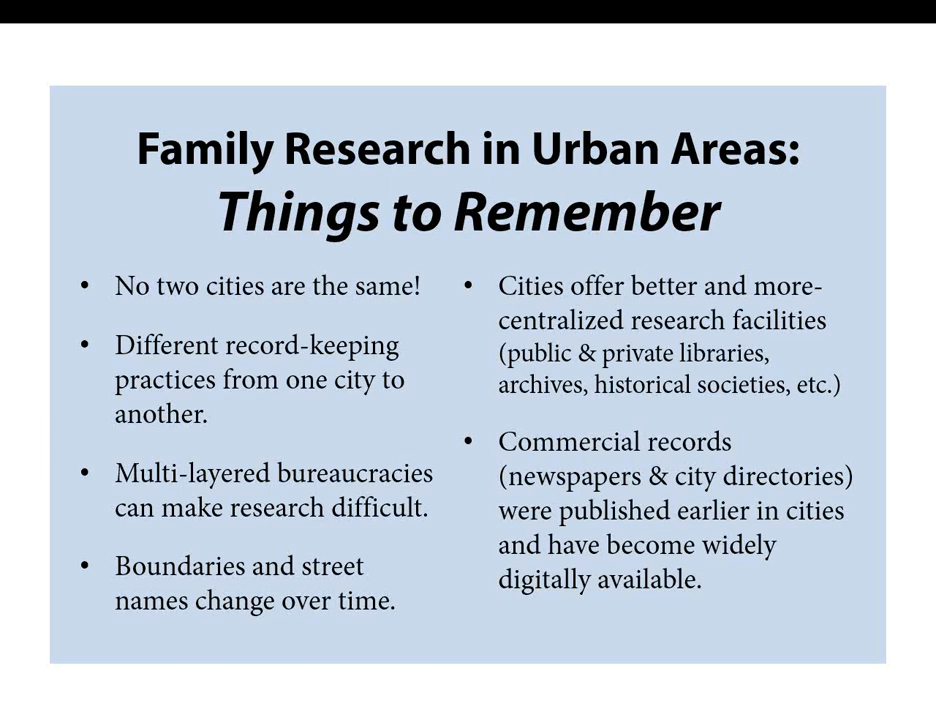 Family Research in Urban Areas:
Things to Remember
• No two cities are the same!
• Different record-keeping
practices from one city to
another.
• Multi-layered bureaucracies
can make research difficult.
• Boundaries and street
names change over time.
• Cities offer better and more-
centralized research facilities
(public & private libraries,
archives, historical societies, etc.)
• Commercial records
(newspapers & city directories)
were published earlier in cities
and have become widely
digitally available.